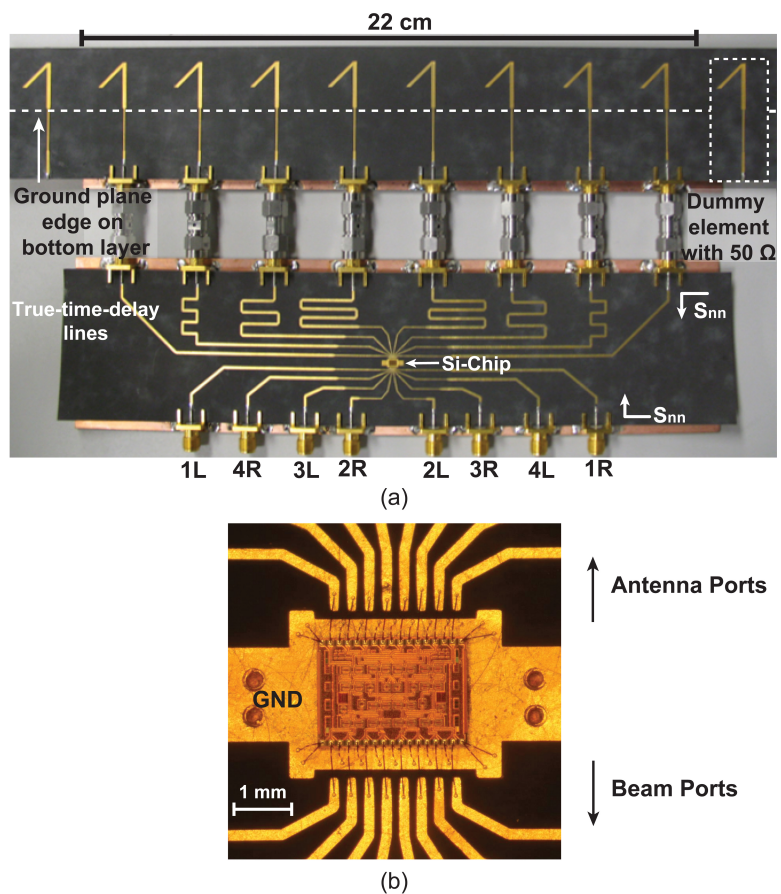 22 cm
Ground plane
edge on
bottom layer
Dummy
element
with 50 Ω
True-time-delay
lines
Snn
Si-Chip
Snn
1L 4R 3L 2R 2L 3R 4L 1R
(a)
Antenna Ports
GND
1 mm
Beam Ports
(b)